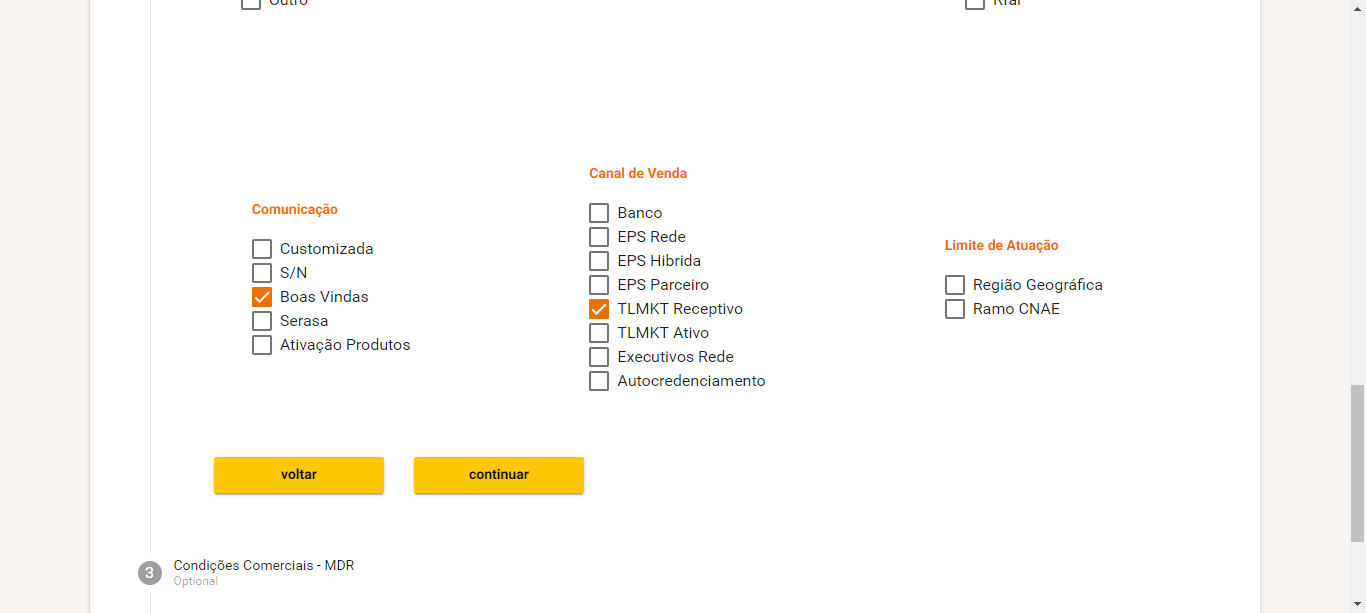 Outro
Canal de Venda
Comunicação
Banco
Customizada
EPS Rede
Limite de Atuação
S/N
EPS Hibrida
Boas Vindas
EPS Parceiro
Região Geográfica
Serasa
TLMKT Receptivo
Ramo CNAE
Ativação Produtos
TLMKT Ativo
Executivos Rede
Autocredenciamento
voltar
continuar
3
Condições Comerciais - MDR
Optional